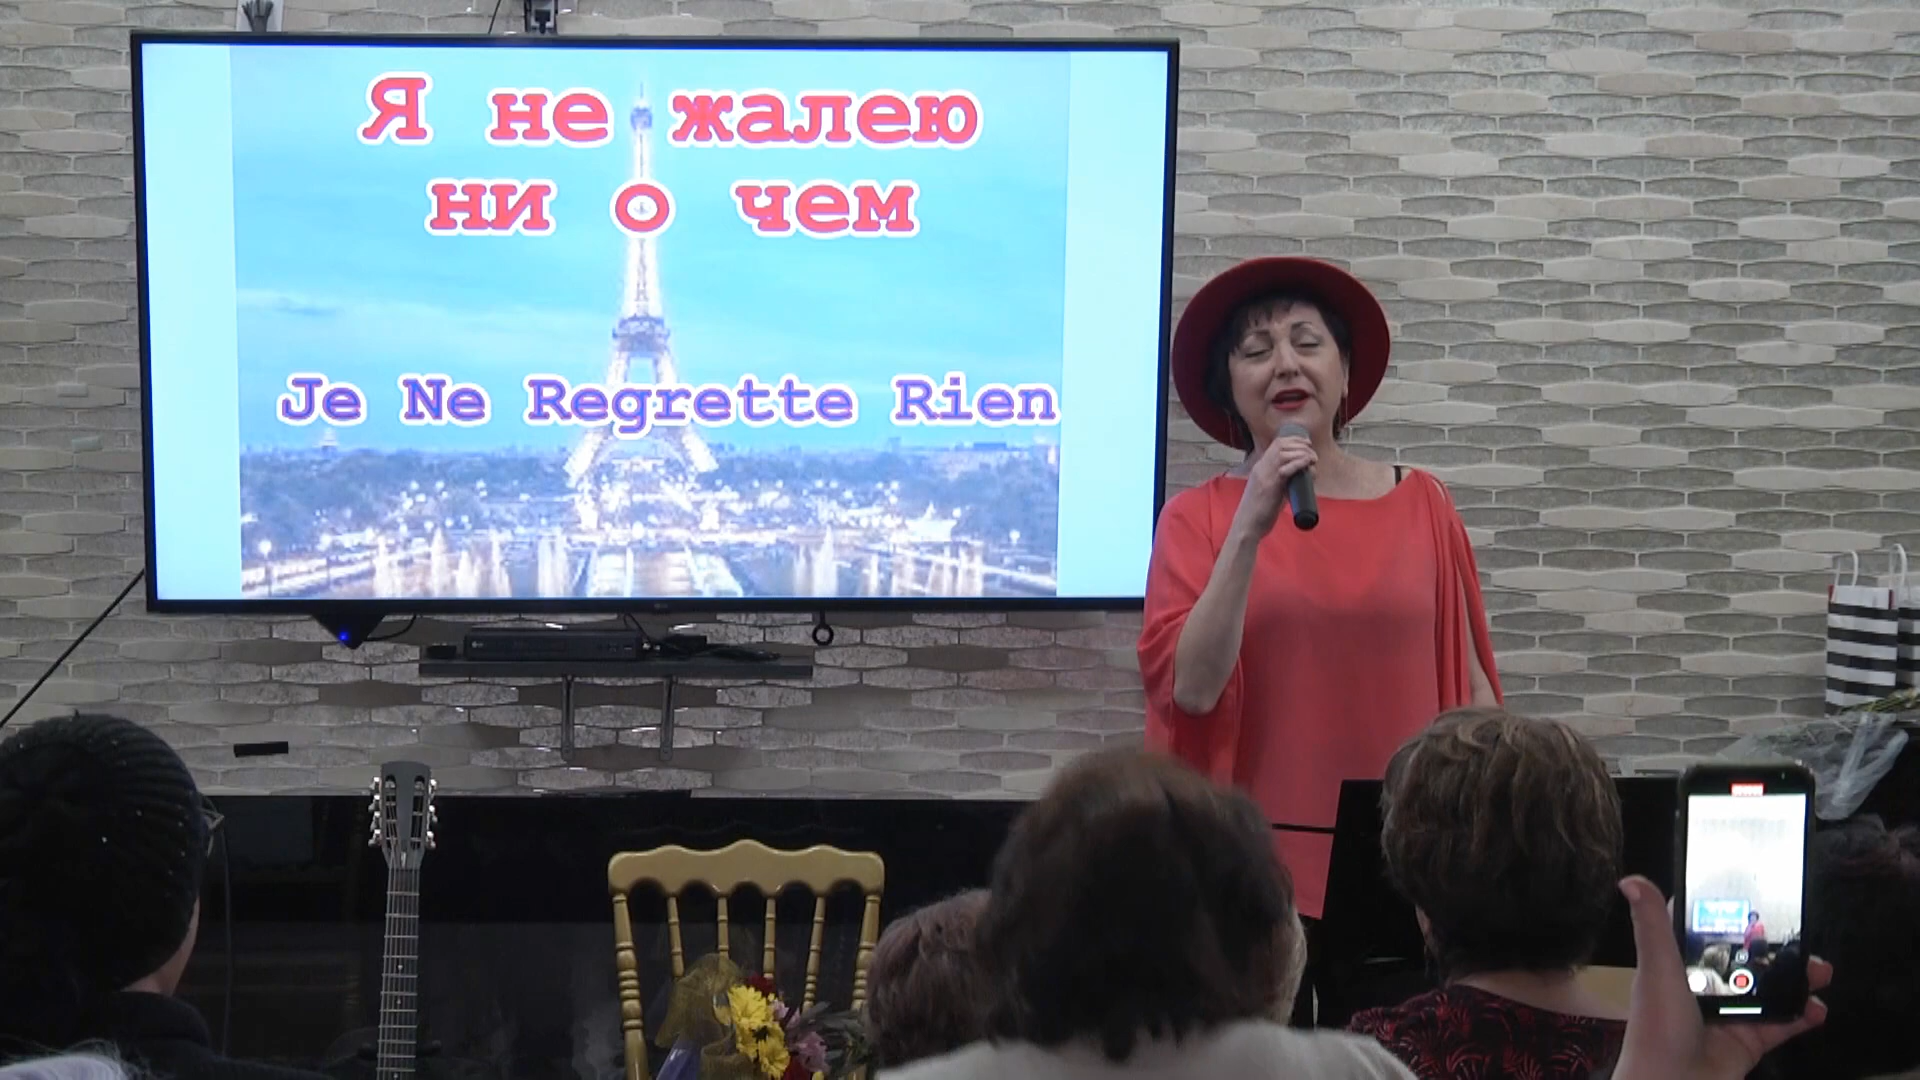 Я не жалею
ни о чем
Je Ne Regrette Rien